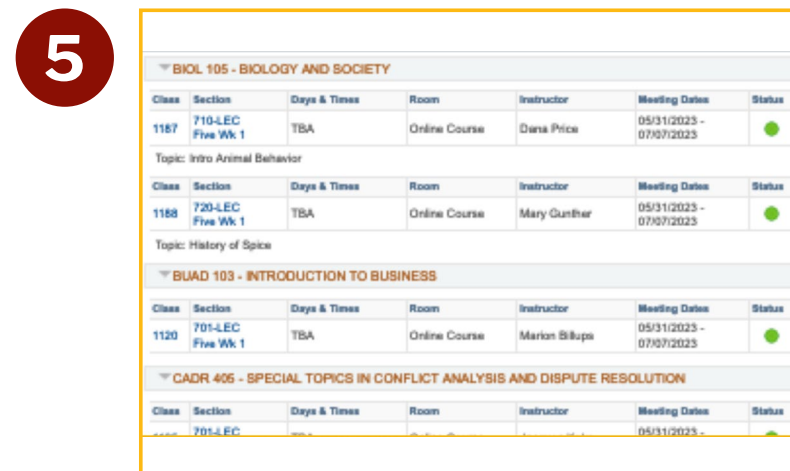 5
BIOL 105 - BIOLOGY AND SOCIETY
Class Section Days & Times Room Instructor Meeting Dates Status
1187 710-LEC Five Wk 1 TBA Online Course Dana Price 05/31/2023 - 07/07/2023
Topic: Intro Animal Behavior
Class Section Days & Times Room Instructor Meeting Dates Status
1188 720-LEC Five Wk 1 TBA Online Course Mary Gunther 05/31/2023 - 07/07/2023
Topic: History of Spice
BUAD 103 - INTRODUCTION TO BUSINESS
Class Section Days & Times Room Instructor Meeting Dates Status
1120 701-LEC Five Wk 1 TBA Online Course Marion Billups 05/31/2023 - 07/07/2023
CADR 405 - SPECIAL TOPICS IN CONFLICT ANALYSIS AND DISPUTE RESOLUTION
Class Section Days & Times Room Instructor Meeting Dates Status
701-LEC 05/31/2023 -